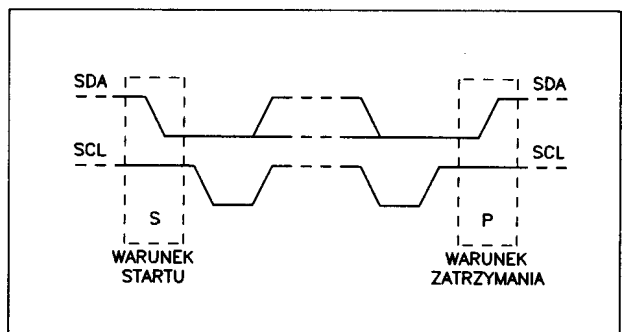 SDA
SDA
SCL
SCL
S
P
WARUNEK
STARTU
WARUNEK
ZATRZYMANIA